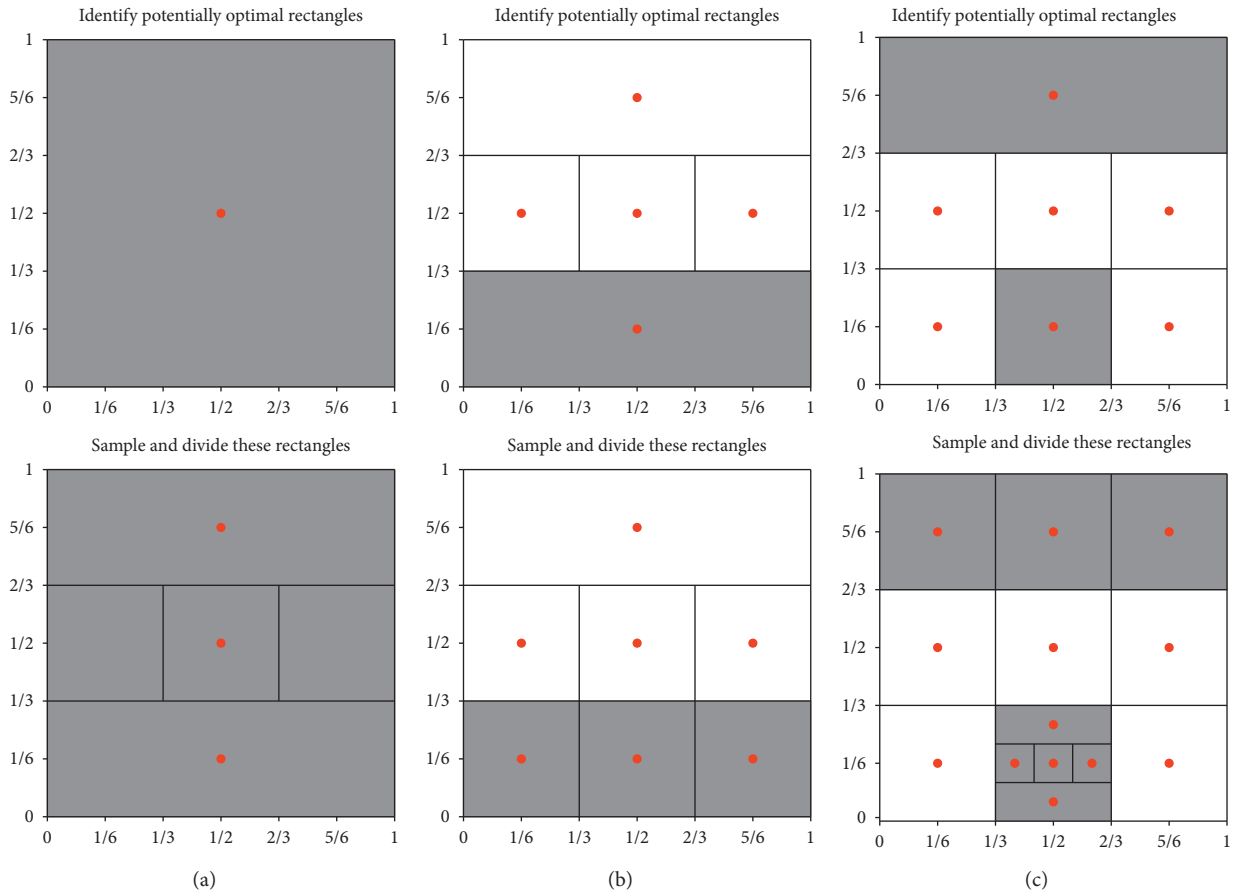 Identify potentially optimal rectangles
1
5/6
2/3
1/2
1/3
1/6
0
0 1/6 1/3 1/2 2/3 5/6 1
Identify potentially optimal rectangles
1
5/6
2/3
1/2
1/3
1/6
0
0 1/6 1/3 1/2 2/3 5/6 1
Identify potentially optimal rectangles
1
5/6
2/3
1/2
1/3
1/6
0
0 1/6 1/3 1/2 2/3 5/6 1
Sample and divide these rectangles
1
5/6
2/3
1/2
1/3
1/6
0
0 1/6 1/3 1/2 2/3 5/6 1
(a)
Sample and divide these rectangles
1
5/6
2/3
1/2
1/3
1/6
0
0 1/6 1/3 1/2 2/3 5/6 1
(b)
Sample and divide these rectangles
1
5/6
2/3
1/2
1/3
1/6
0
0 1/6 1/3 1/2 2/3 5/6 1
(c)